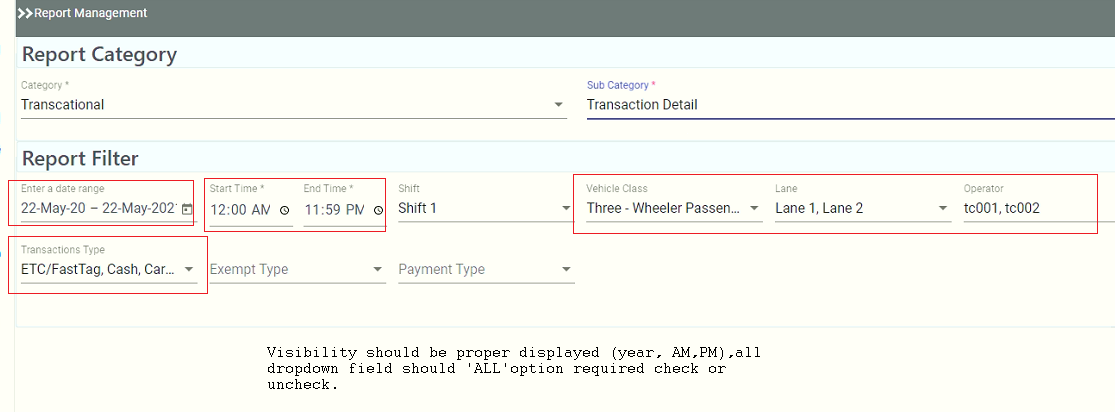 >>Report Management
Report Category
Category * Sub Category *
Transcational Transaction Detail
Report Filter
Enter a date range Start Time * End Time * Shift Vehicle Class Lane Operator
22-May-20 – 22-May-202 12:00 AM 11:59 PM Shift 1 Three - Wheeler Passen... Lane 1, Lane 2 tc001, tc002
Transactions Type
ETC/FastTag, Cash, Car... Exempt Type Payment Type
Visibility should be proper displayed (year, AM,PM),all
dropdown field should 'ALL'option required check or
uncheck.